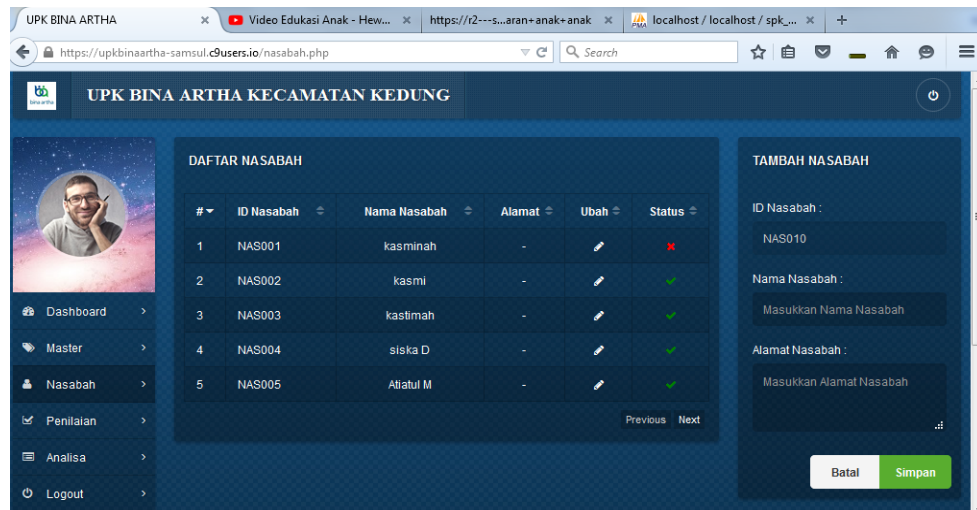 UPK BINA ARTHA
Video Edukasi Anak - Hew...
https://r2---s...aran+anak+anak
localhost / localhost / spk_...
https://upkbinaartha-samsul.c9users.io/nasabah.php
Search
bina artha
UPK BINA ARTHA KECAMATAN KEDUNG
Dashboard
Master
Nasabah
Penilaian
Analisa
Logout
DAFTAR NASABAH
# ID Nasabah Nama Nasabah Alamat Ubah Status
1 NAS001 kasminah -
2 NAS002 kasmi -
3 NAS003 kastimah -
4 NAS004 siska D -
5 NAS005 Atiatul M -
Previous Next
TAMBAH NASABAH
ID Nasabah :
NAS010
Nama Nasabah :
Masukkan Nama Nasabah
Alamat Nasabah :
Masukkan Alamat Nasabah
Batal Simpan